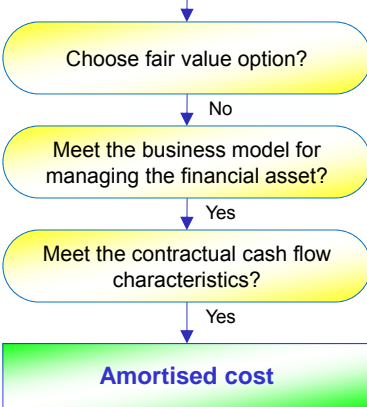 Choose fair value option?
No
Meet the business model for
managing the financial asset?
Yes
Meet the contractual cash flow
characteristics?
Yes
Amortised cost